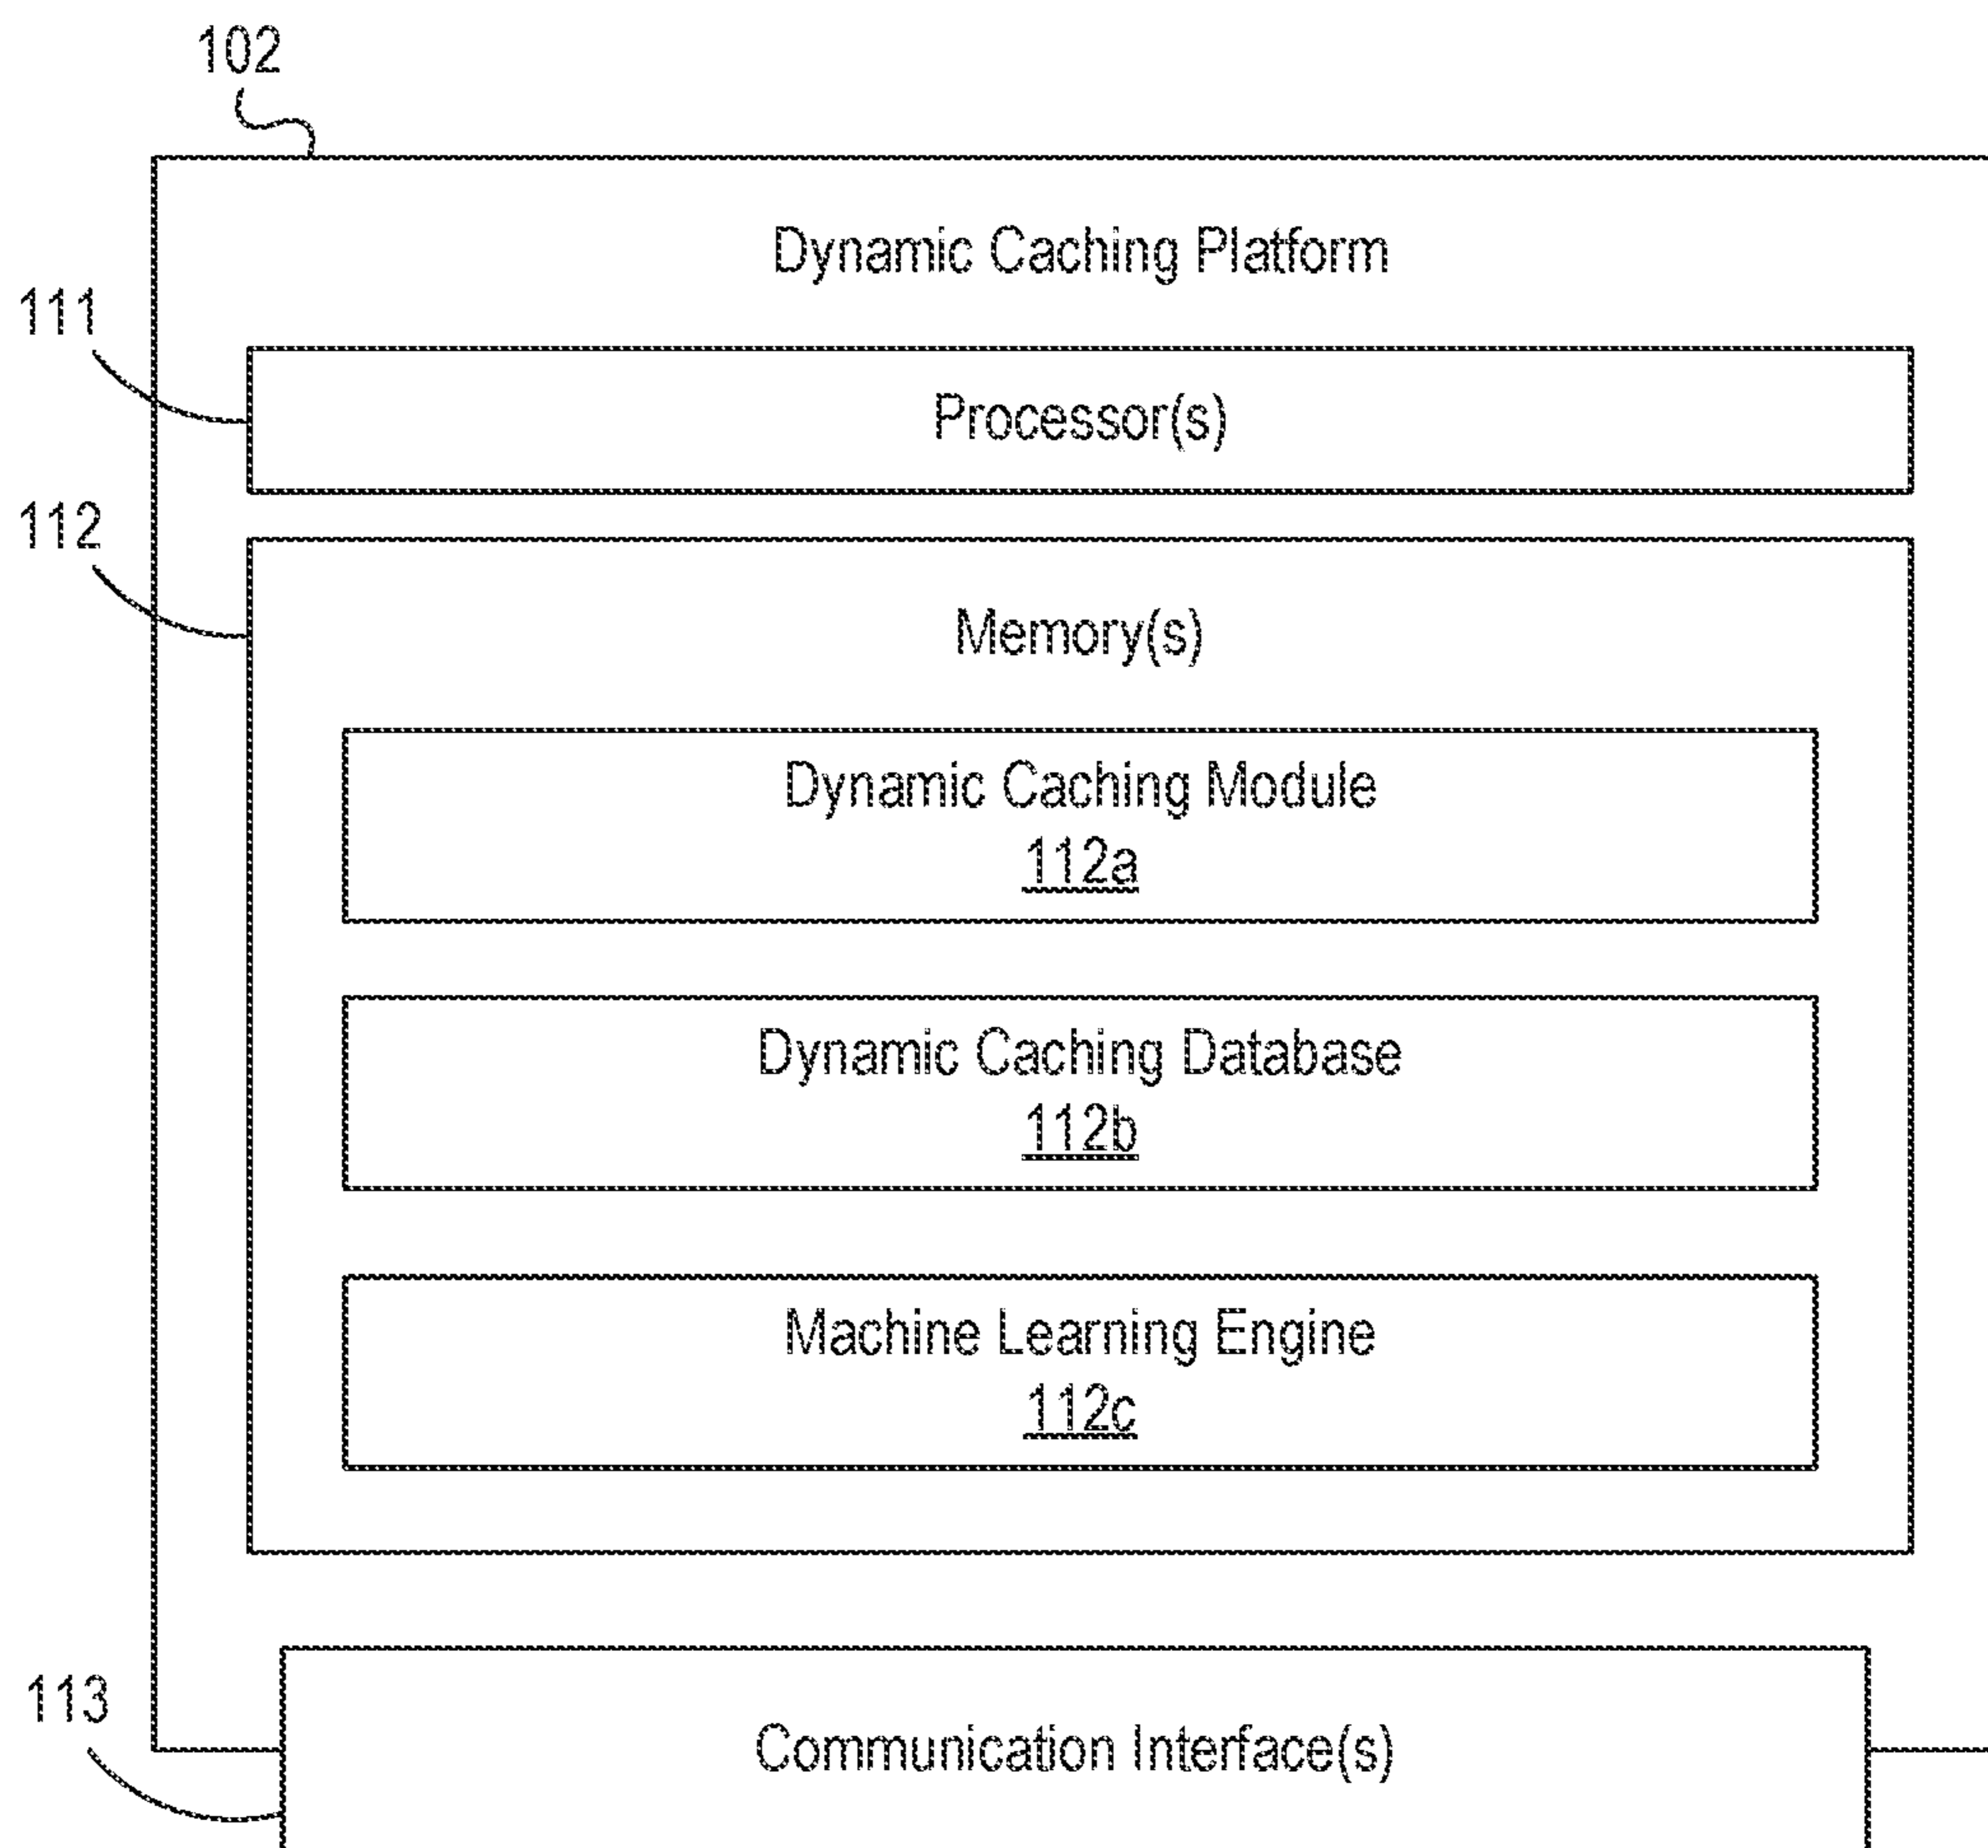 102
Dynamic Caching Platform
111
Processor(s)
112
Memory(s)
Dynamic Caching Module
112a
Dynamic Caching Database
112b
Machine Learning Engine
112c
113
Communication Interface(s)